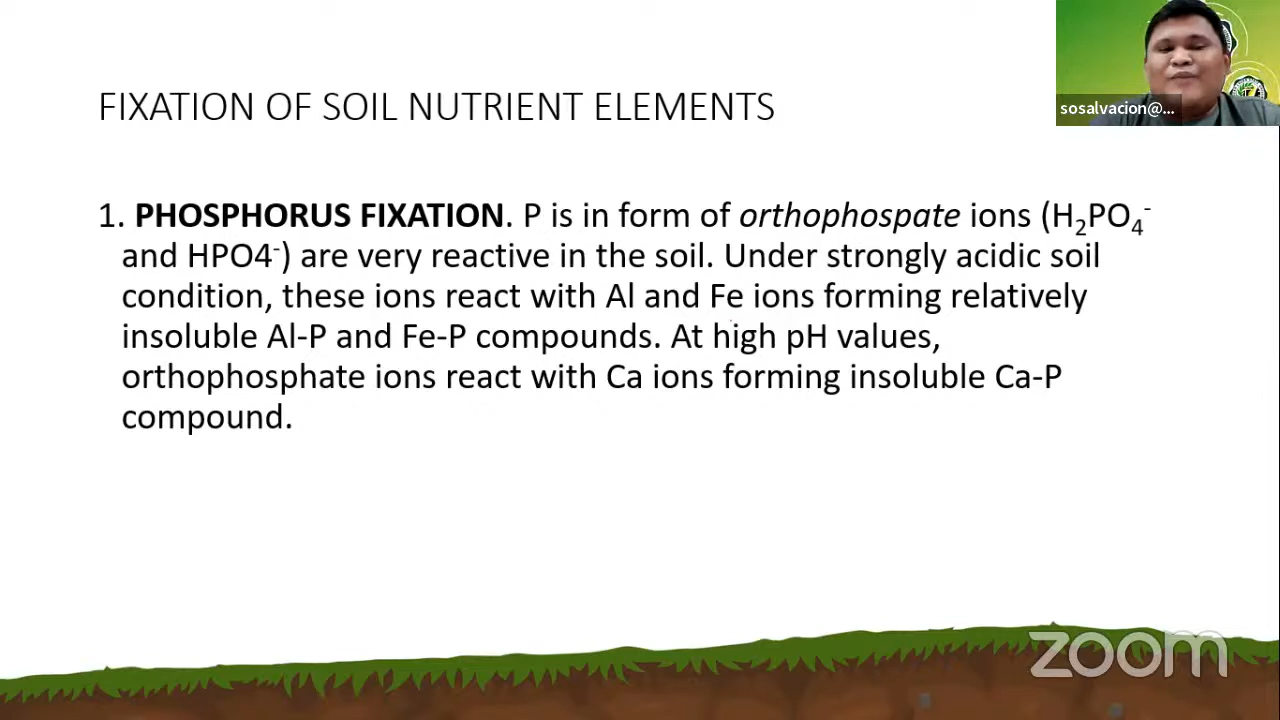 FIXATION OF SOIL NUTRIENT ELEMENTS
sosalvacion@...
1. PHOSPHORUS FIXATION. P is in form of orthophospate ions (H₂PO₄⁻
and HPO4⁻) are very reactive in the soil. Under strongly acidic soil
condition, these ions react with Al and Fe ions forming relatively
insoluble Al-P and Fe-P compounds. At high pH values,
orthophosphate ions react with Ca ions forming insoluble Ca-P
compound.
zoom